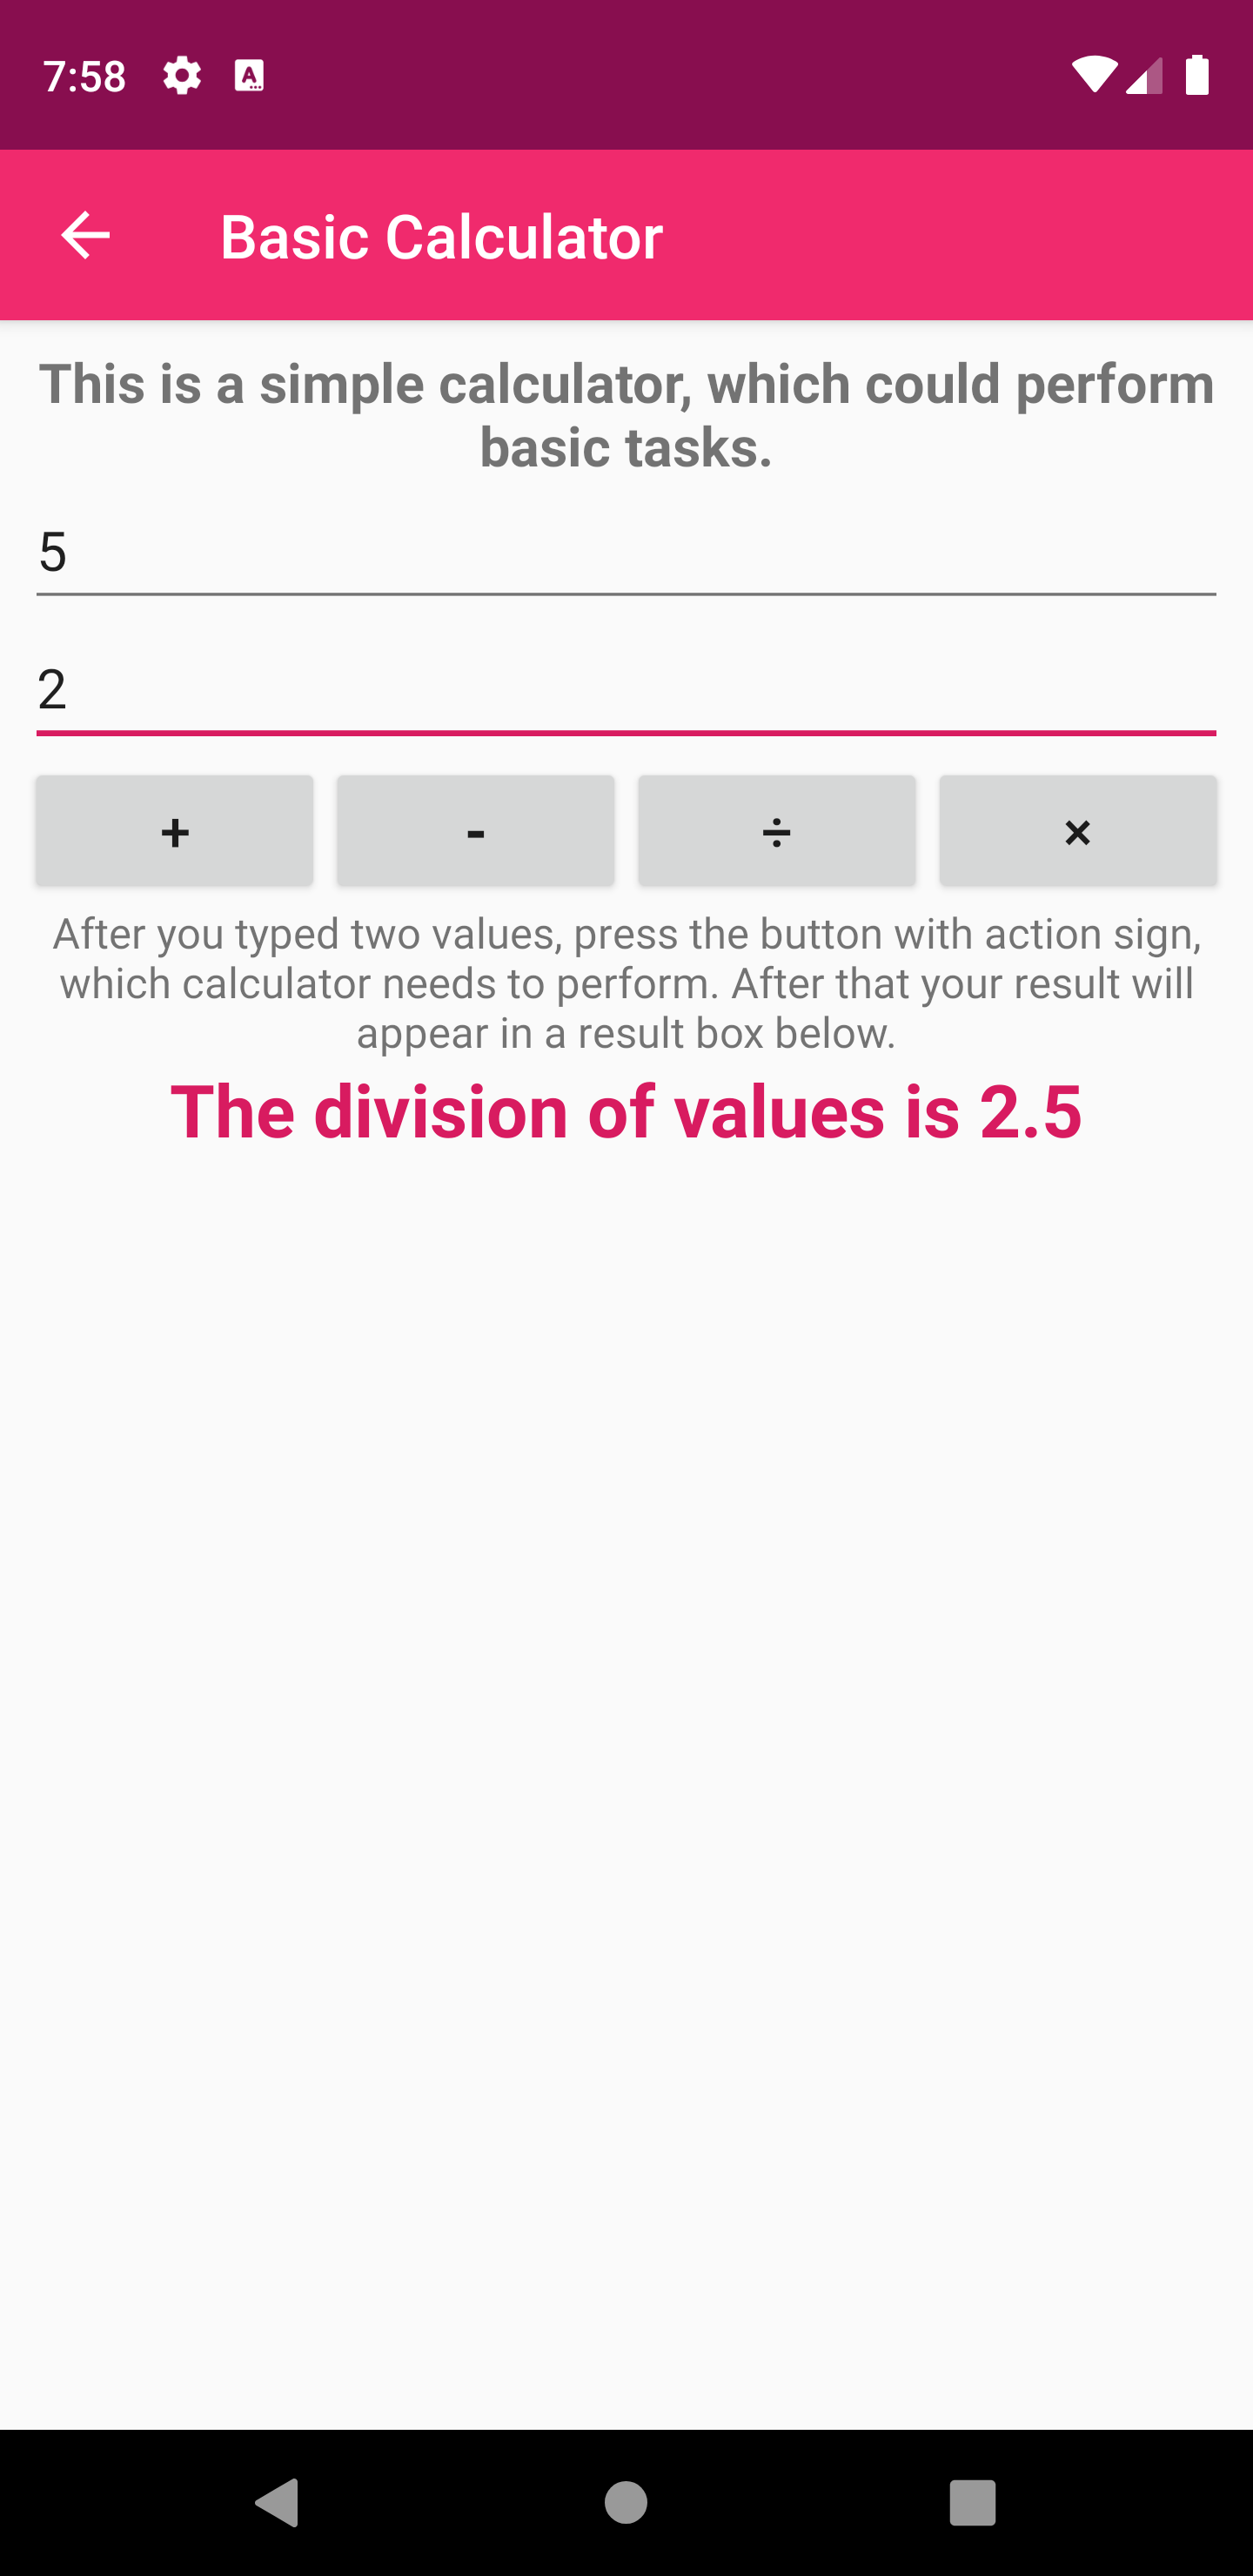 7:58
Basic Calculator
This is a simple calculator, which could perform
basic tasks.
5
2
+ - ÷ ×
After you typed two values, press the button with action sign,
which calculator needs to perform. After that your result will
appear in a result box below.
The division of values is 2.5